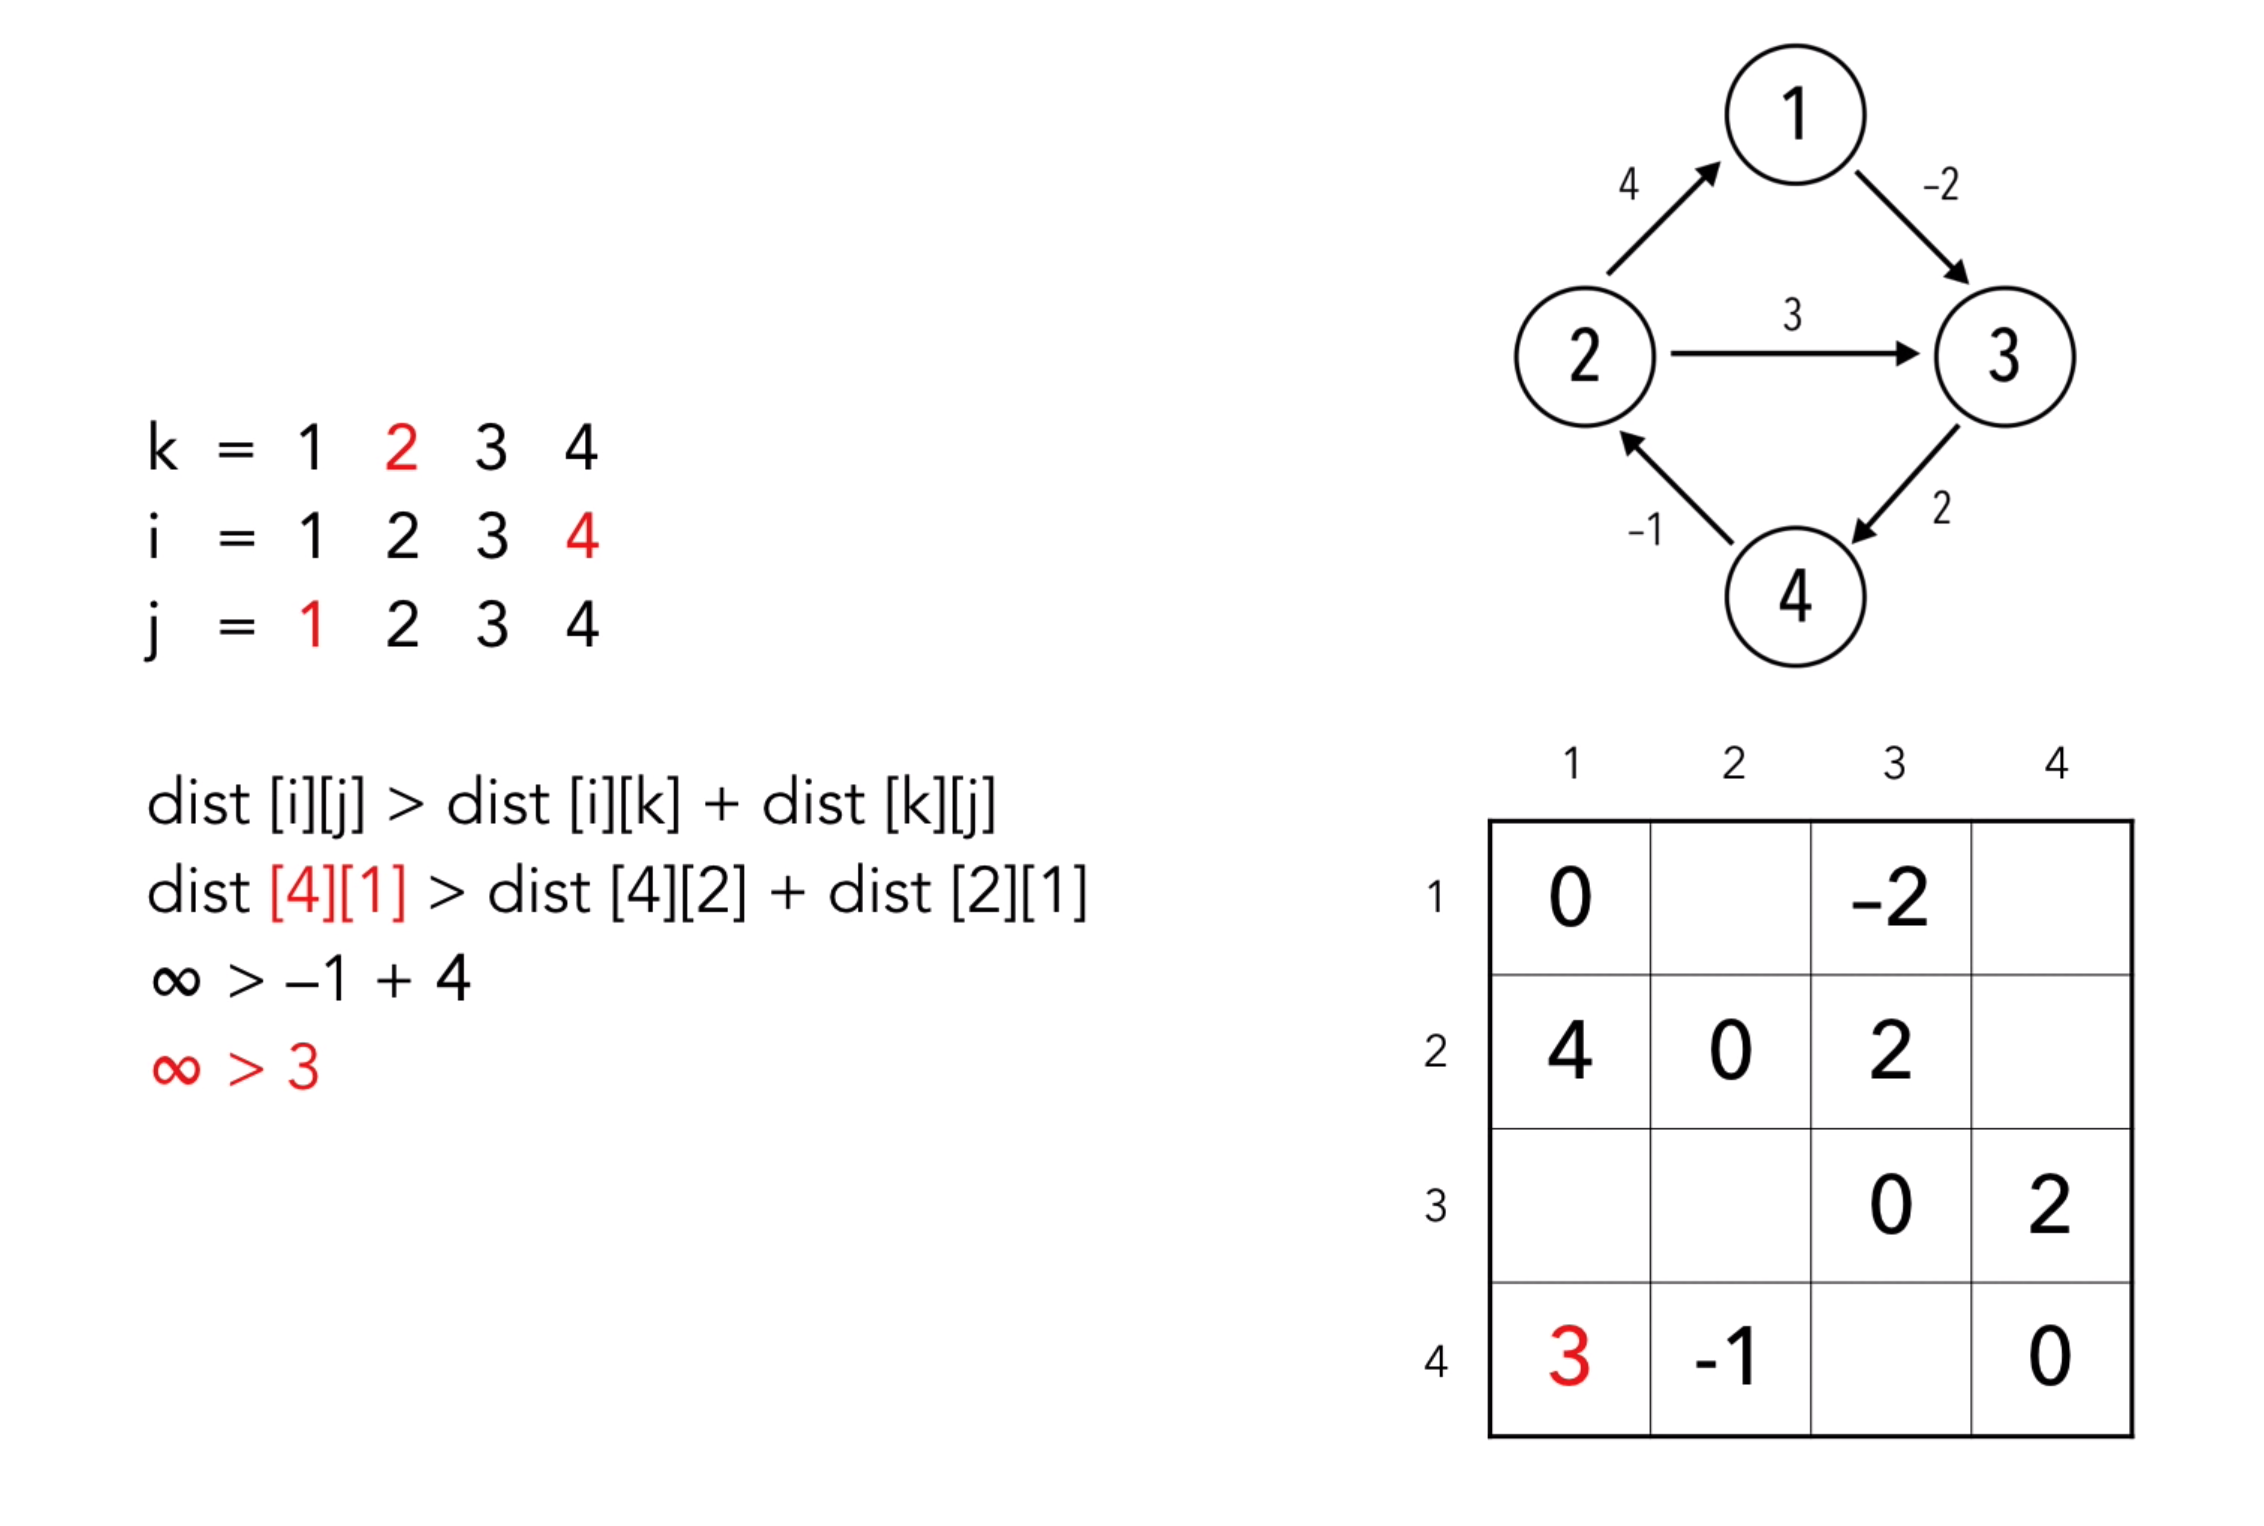 k = 1 2 3 4
i = 1 2 3 4
j = 1 2 3 4
dist [i][j] > dist [i][k] + dist [k][j]
dist [4][1] > dist [4][2] + dist [2][1]
∞ > –1 + 4
∞ > 3
1
4
–2
2
3
3
–1
2
4
1 2 3 4
1 0 –2
2 4 0 2
3 0 2
4 3 -1 0